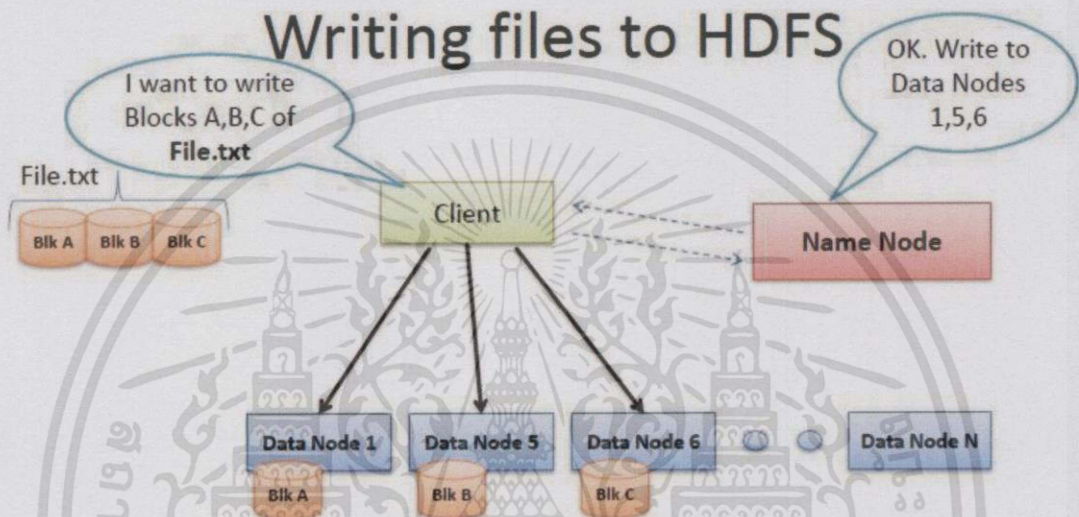 Writing files to HDFS
I want to write
Blocks A,B,C of
File.txt
OK. Write to
Data Nodes
1,5,6
File.txt
Blk A Blk B Blk C
Client
Name Node
Data Node 1 Data Node 5 Data Node 6 Data Node N
Blk A Blk B Blk C